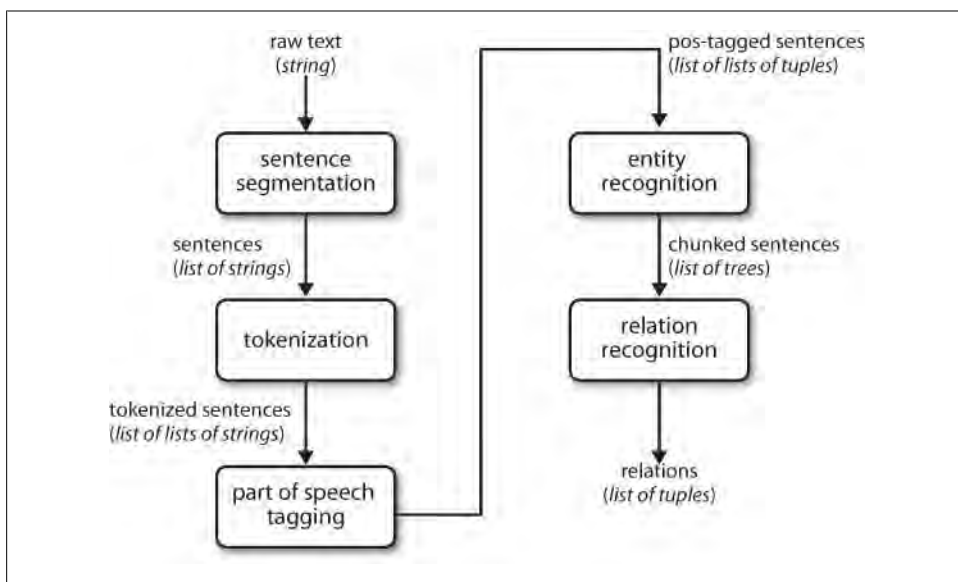 raw text
(string)
sentence
segmentation
sentences
(list of strings)
tokenization
tokenized sentences
(list of lists of strings)
part of speech
tagging
pos-tagged sentences
(list of lists of tuples)
entity
recognition
chunked sentences
(list of trees)
relation
recognition
relations
(list of tuples)